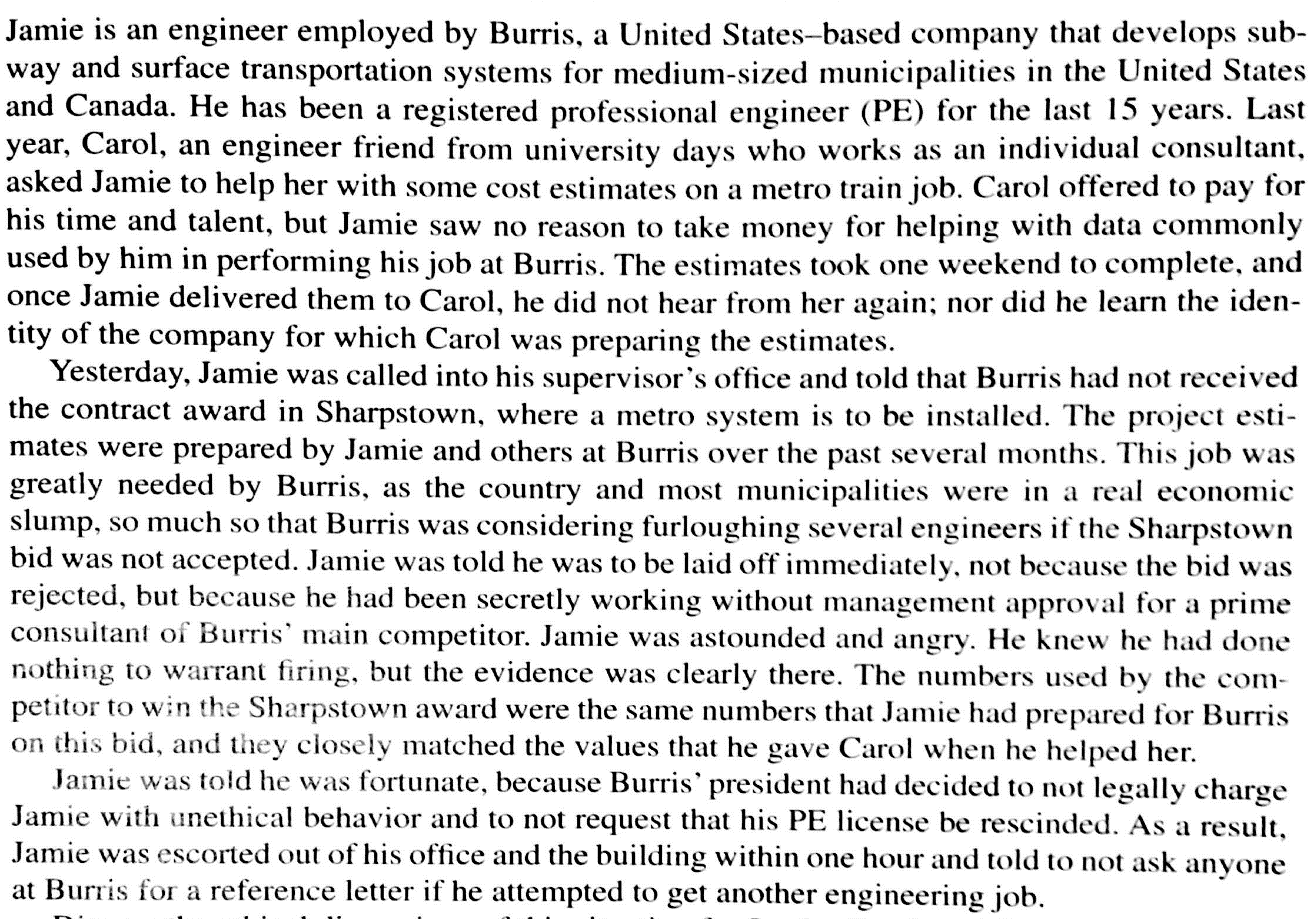 Jamie is an engineer employed by Burris, a United States–based company that develops sub-
way and surface transportation systems for medium-sized municipalities in the United States
and Canada. He has been a registered professional engineer (PE) for the last 15 years. Last
year, Carol, an engineer friend from university days who works as an individual consultant,
asked Jamie to help her with some cost estimates on a metro train job. Carol offered to pay for
his time and talent, but Jamie saw no reason to take money for helping with data commonly
used by him in performing his job at Burris. The estimates took one weekend to complete, and
once Jamie delivered them to Carol, he did not hear from her again; nor did he learn the iden-
tity of the company for which Carol was preparing the estimates.
Yesterday, Jamie was called into his supervisor's office and told that Burris had not received
the contract award in Sharpstown, where a metro system is to be installed. The project esti-
mates were prepared by Jamie and others at Burris over the past several months. This job was
greatly needed by Burris, as the country and most municipalities were in a real economic
slump, so much so that Burris was considering furloughing several engineers if the Sharpstown
bid was not accepted. Jamie was told he was to be laid off immediately, not because the bid was
rejected, but because he had been secretly working without management approval for a prime
consultant of Burris' main competitor. Jamie was astounded and angry. He knew he had done
nothing to warrant firing, but the evidence was clearly there. The numbers used by the com-
petitor to win the Sharpstown award were the same numbers that Jamie had prepared for Burris
on this bid, and they closely matched the values that he gave Carol when he helped her.
Jamie was told he was fortunate, because Burris' president had decided to not legally charge
Jamie with unethical behavior and to not request that his PE license be rescinded. As a result,
Jamie was escorted out of his office and the building within one hour and told to not ask anyone
at Burris for a reference letter if he attempted to get another engineering job.